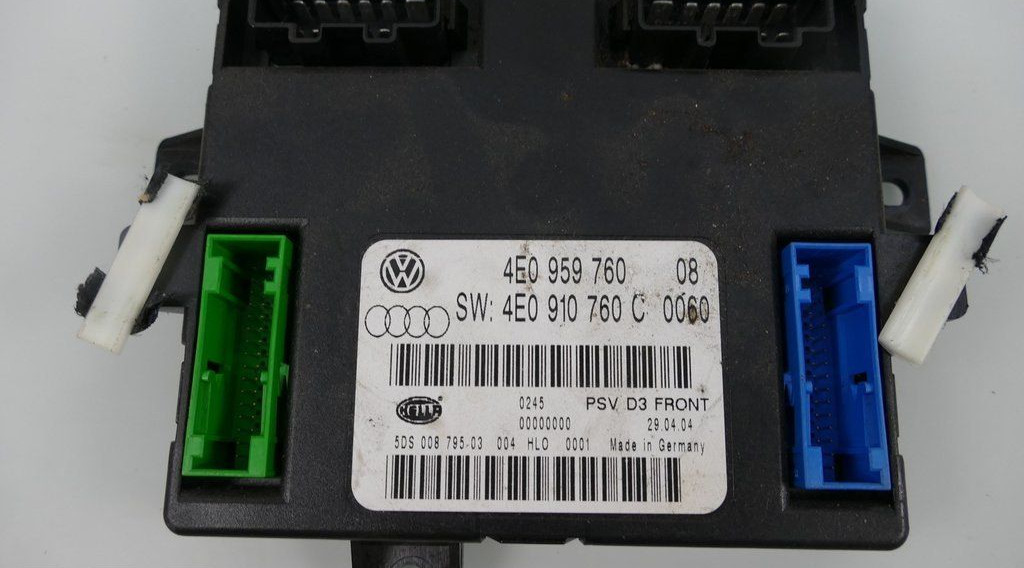 4E0 959 760 08
SW: 4E0 910 760 C 0060
HELLA
0245 PSV D3 FRONT
00000000 29.04.04
5DS 008 795-03 004 HLO 0001 Made in Germany